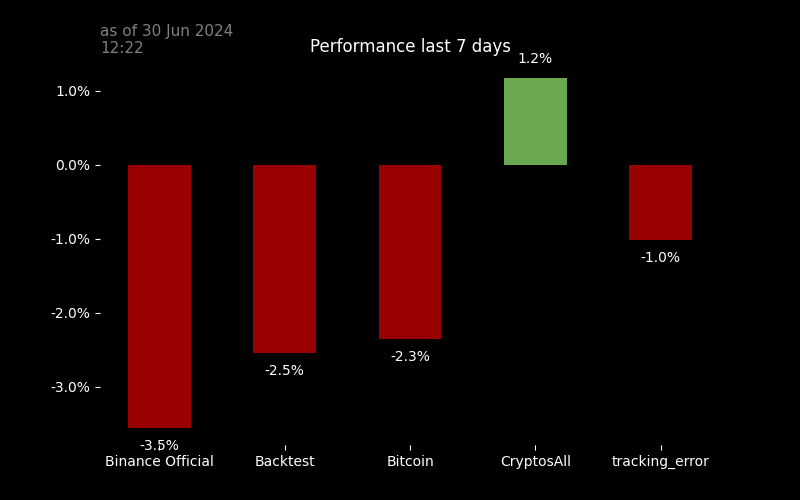 as of 30 Jun 2024
12:22
Performance last 7 days
1.2%
1.0%
0.0%
-1.0%
-2.0%
-3.0%
-1.0%
-2.3%
-2.5%
-3.5%
Binance Official
Backtest
Bitcoin
CryptosAll
tracking_error